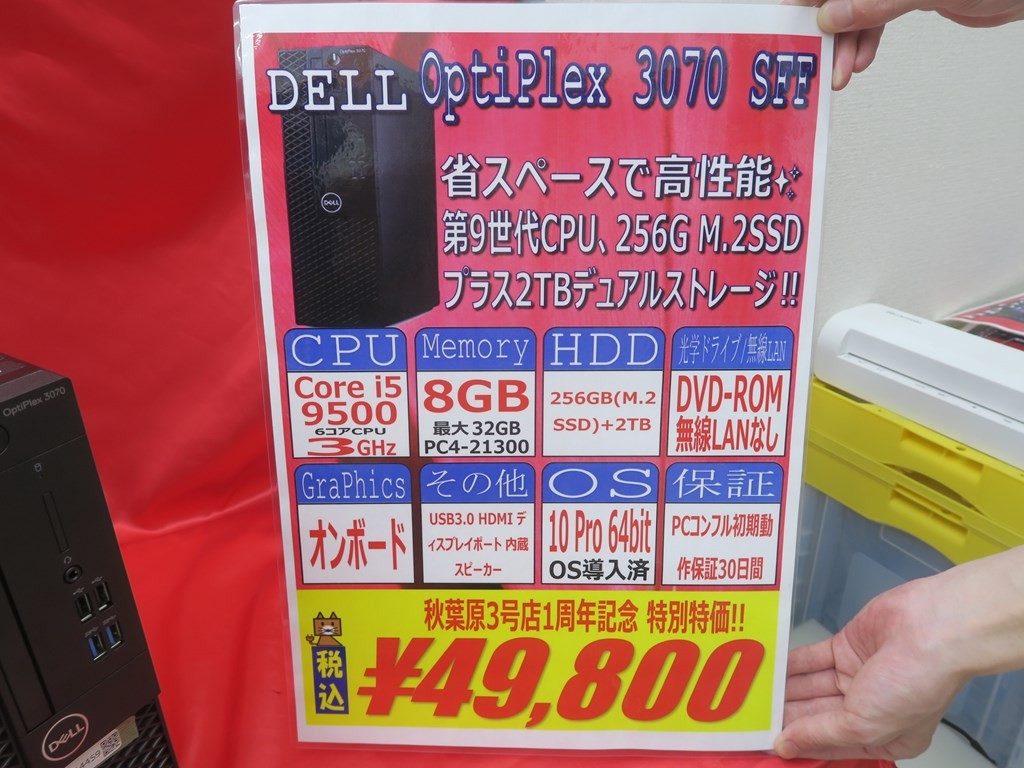 DELL OptiPlex 3070 SFF
省スペースで高性能
第9世代CPU、256G M.2SSD
プラス2TBデュアルストレージ!!
CPU
Core i5
9500
6コアCPU
3GHz
Memory
8GB
最大32GB
PC4-21300
HDD
256GB(M.2
SSD)+2TB
光学ドライブ/無線LAN
DVD-ROM
無線LANなし
GraPhics
オンボード
その他
USB3.0 HDMI デ
ィスプレイポート 内蔵
スピーカー
OS
10 Pro 64bit
OS導入済
保証
PCコンフル初期動
作保証30日間
秋葉原3号店1周年記念 特別特価!!
税込
¥49,800
DELL
OptiPlex 3070
DELL